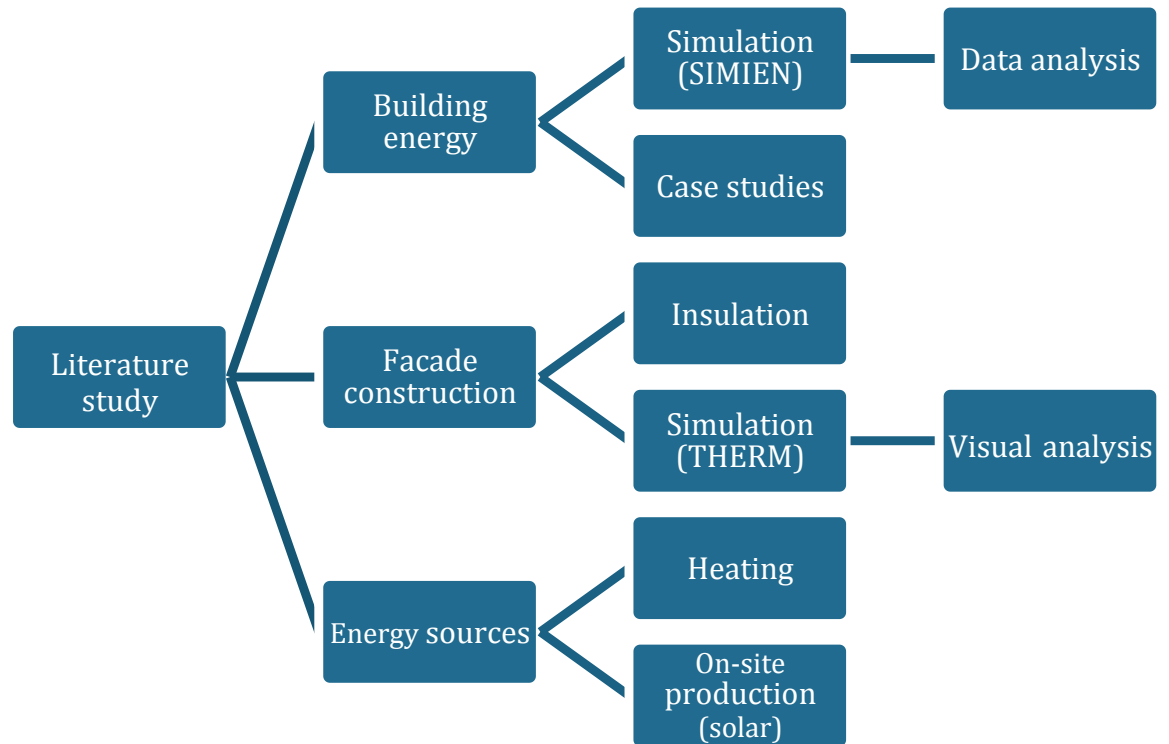 Literature
study
Building
energy
Simulation
(SIMIEN)
Data analysis
Case studies
Facade
construction
Insulation
Simulation
(THERM)
Visual analysis
Energy sources
Heating
On-site
production
(solar)